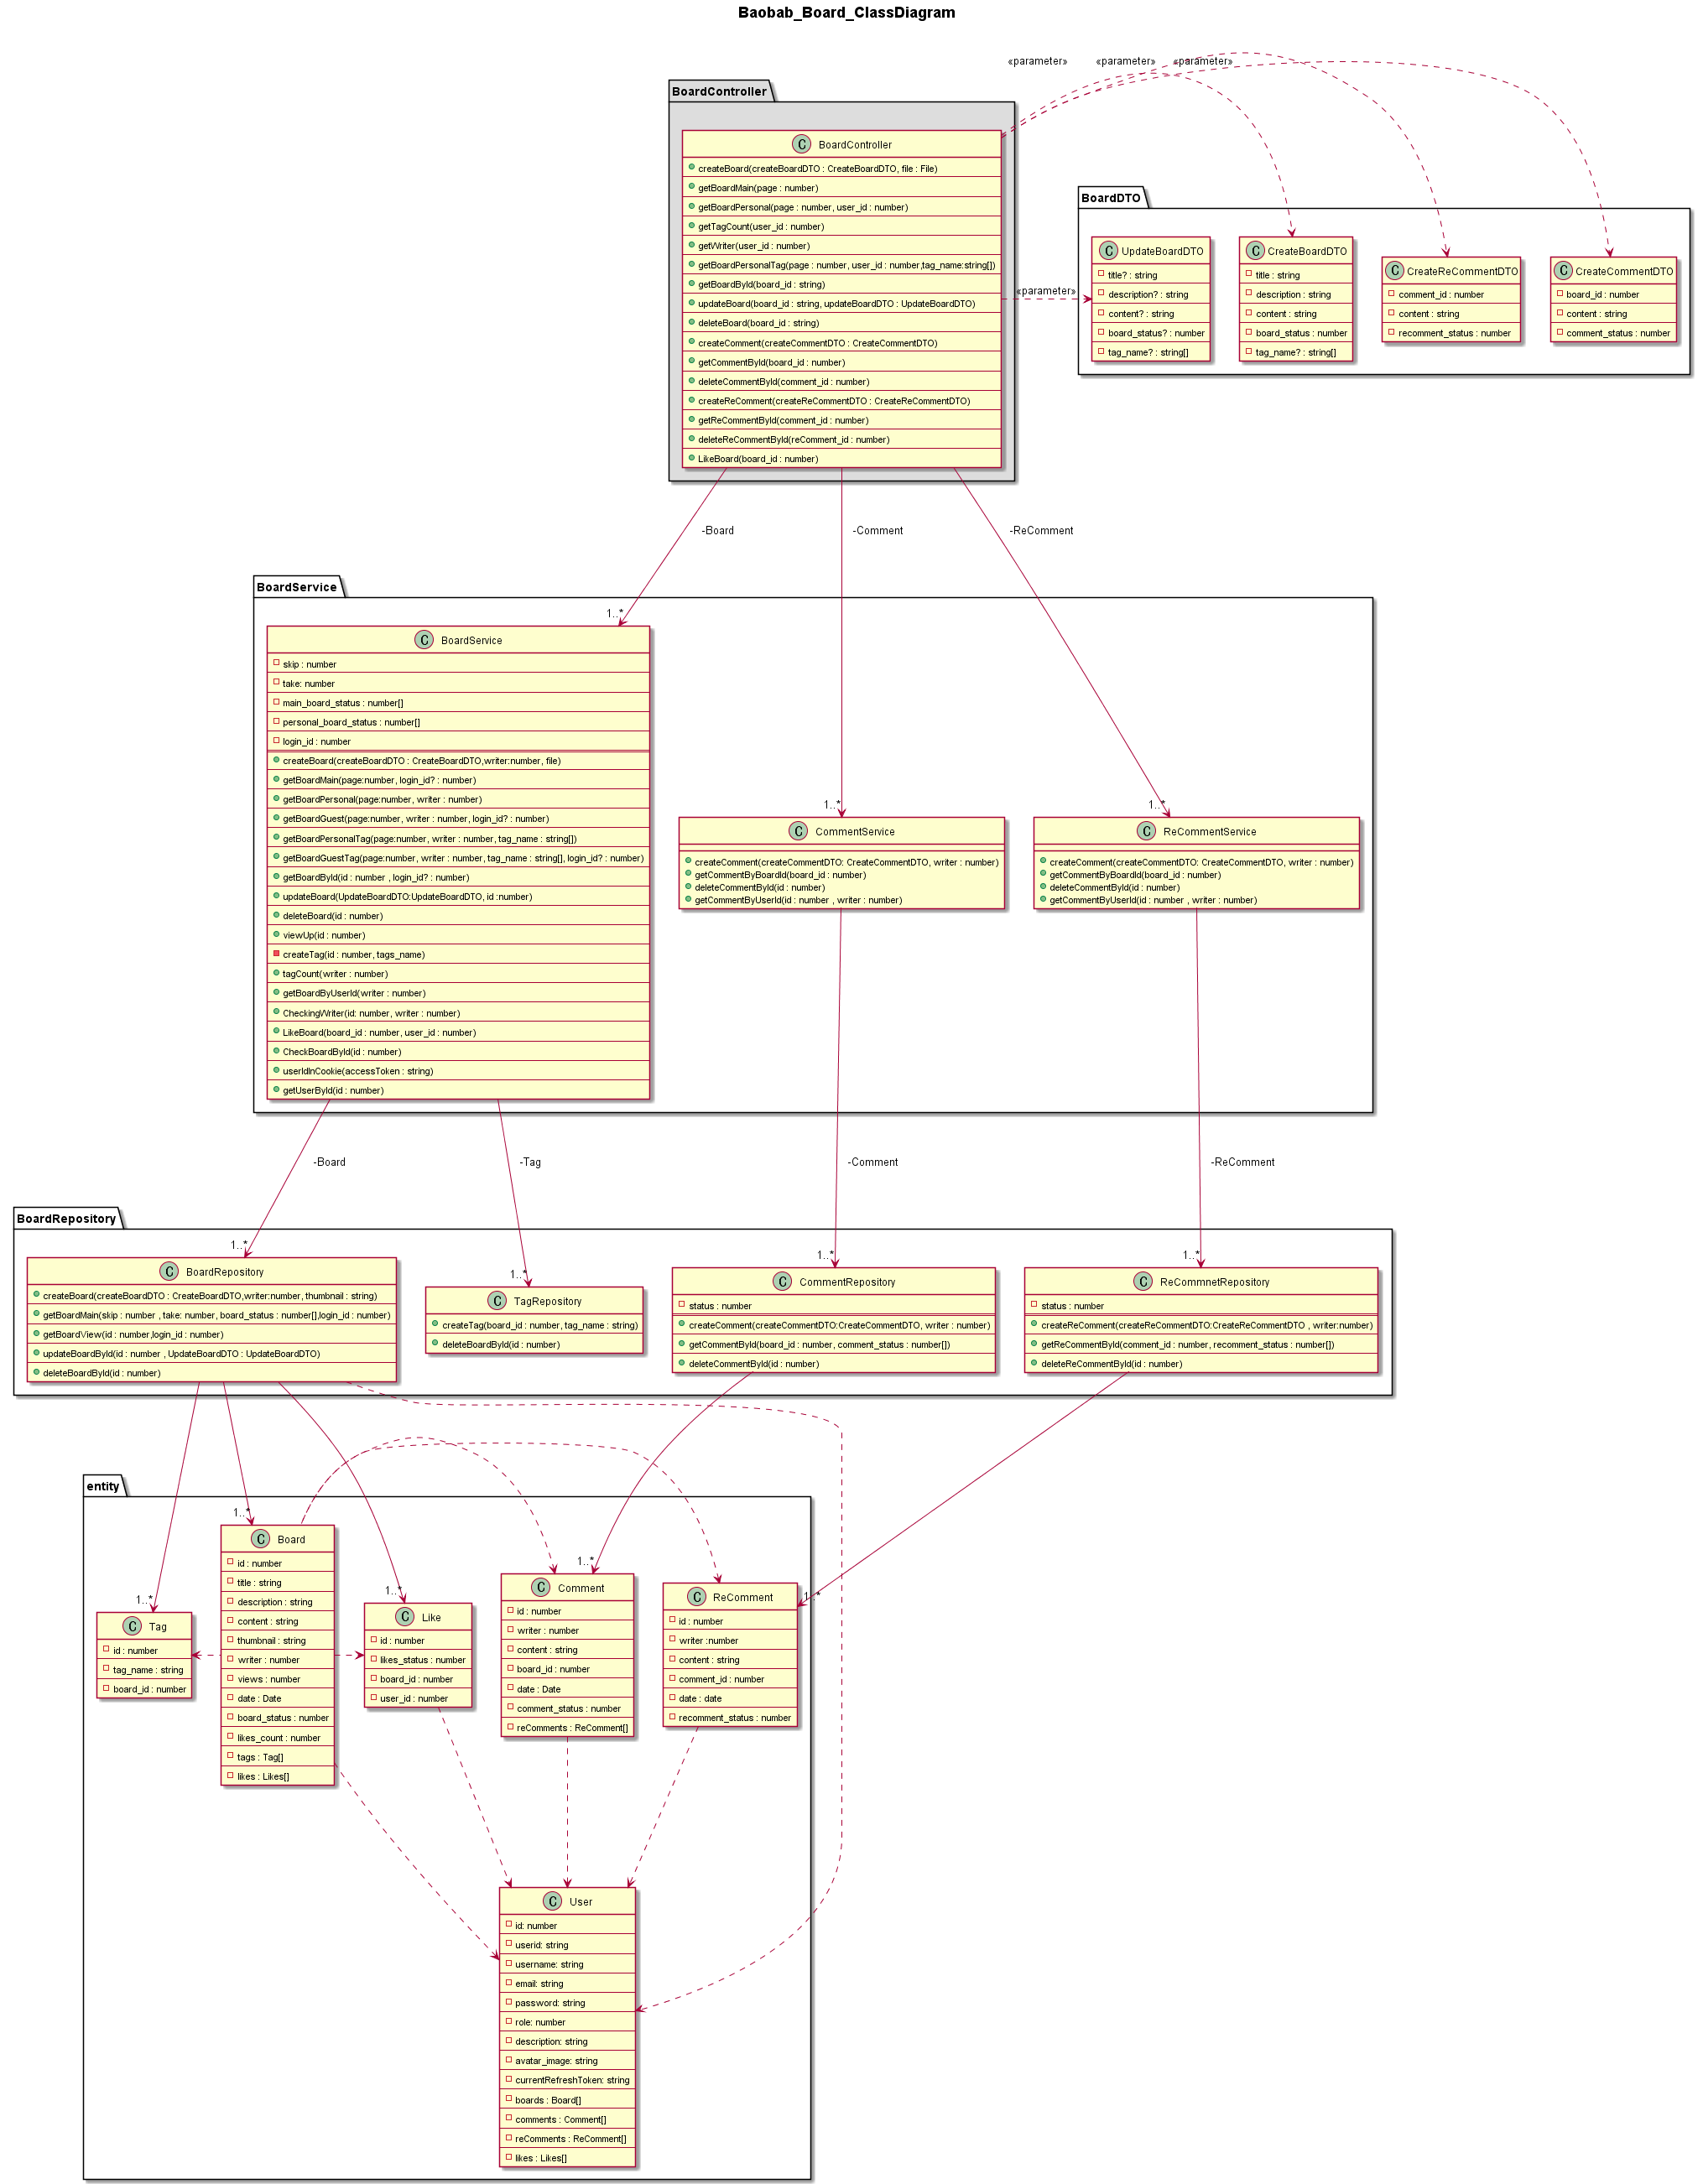 Baobab_Board_ClassDiagram
«parameter»
«parameter»
«parameter»
BoardController
C BoardController
createBoard(createBoardDTO : CreateBoardDTO, file : File)
getBoardMain(page : number)
getBoardPersonal(page : number, user_id : number)
getTagCount(user_id : number)
getWriter(user_id : number)
getBoardPersonalTag(page : number, user_id : number,tag_name:string[])
getBoardById(board_id : string)
updateBoard(board_id : string, updateBoardDTO : UpdateBoardDTO)
deleteBoard(board_id : string)
createComment(createCommentDTO : CreateCommentDTO)
getCommentById(board_id : number)
deleteCommentById(comment_id : number)
createReComment(createReCommentDTO : CreateReCommentDTO)
getReCommentById(comment_id : number)
deleteReCommentById(reComment_id : number)
LikeBoard(board_id : number)
«parameter»
BoardDTO
C UpdateBoardDTO
title? : string
description? : string
content? : string
board_status? : number
tag_name? : string[]
C CreateBoardDTO
title : string
description : string
content : string
board_status : number
tag_name? : string[]
C CreateReCommentDTO
comment_id : number
content : string
recomment_status : number
C CreateCommentDTO
board_id : number
content : string
comment_status : number
-Board
-Comment
-ReComment
BoardService
1..*
C BoardService
skip : number
take: number
main_board_status : number[]
personal_board_status : number[]
login_id : number
createBoard(createBoardDTO : CreateBoardDTO,writer:number, file)
getBoardMain(page:number, login_id? : number)
getBoardPersonal(page:number, writer : number)
getBoardGuest(page:number, writer : number, login_id? : number)
getBoardPersonalTag(page:number, writer : number, tag_name : string[])
getBoardGuestTag(page:number, writer : number, tag_name : string[], login_id? : number)
getBoardById(id : number , login_id? : number)
updateBoard(UpdateBoardDTO:UpdateBoardDTO, id :number)
deleteBoard(id : number)
viewUp(id : number)
createTag(id : number, tags_name)
tagCount(writer : number)
getBoardByUserId(writer : number)
CheckingWriter(id: number, writer : number)
LikeBoard(board_id : number, user_id : number)
CheckBoardById(id : number)
userIdInCookie(accessToken : string)
getUserById(id : number)
1..*
C CommentService
createComment(createCommentDTO: CreateCommentDTO, writer : number)
getCommentByBoardId(board_id : number)
deleteCommentById(id : number)
getCommentByUserId(id : number , writer : number)
1..*
C ReCommentService
createComment(createCommentDTO: CreateCommentDTO, writer : number)
getCommentByBoardId(board_id : number)
deleteCommentById(id : number)
getCommentByUserId(id : number , writer : number)
-Board
-Tag
-Comment
-ReComment
BoardRepository
1..*
C BoardRepository
createBoard(createBoardDTO : CreateBoardDTO,writer:number, thumbnail : string)
getBoardMain(skip : number , take: number, board_status : number[],login_id : number)
getBoardView(id : number,login_id : number)
updateBoardById(id : number , UpdateBoardDTO : UpdateBoardDTO)
deleteBoardById(id : number)
1..*
C TagRepository
createTag(board_id : number, tag_name : string)
deleteBoardById(id : number)
1..*
C CommentRepository
status : number
createComment(createCommentDTO:CreateCommentDTO, writer : number)
getCommentById(board_id : number, comment_status : number[])
deleteCommentById(id : number)
1..*
C ReCommnetRepository
status : number
createReComment(createReCommentDTO:CreateReCommentDTO , writer:number)
getReCommentById(comment_id : number, recomment_status : number[])
deleteReCommentById(id : number)
entity
1..*
C Tag
id : number
tag_name : string
board_id : number
1..*
C Board
id : number
title : string
description : string
content : string
thumbnail : string
writer : number
views : number
date : Date
board_status : number
likes_count : number
tags : Tag[]
likes : Likes[]
1..*
C Like
id : number
likes_status : number
board_id : number
user_id : number
1..*
C Comment
id : number
writer : number
content : string
board_id : number
date : Date
comment_status : number
reComments : ReComment[]
1..*
C ReComment
id : number
writer :number
content : string
comment_id : number
date : date
recomment_status : number
C User
id: number
userid: string
username: string
email: string
password: string
role: number
description: string
avatar_image: string
currentRefreshToken: string
boards : Board[]
comments : Comment[]
reComments : ReComment[]
likes : Likes[]